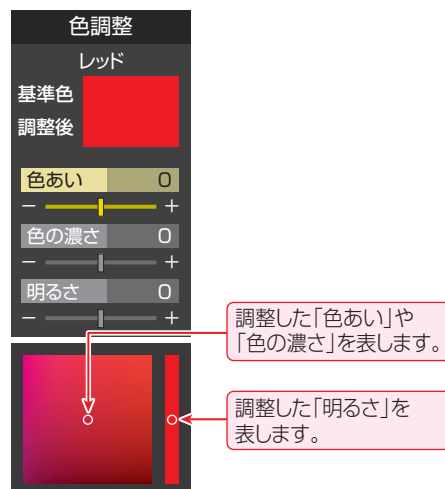 色調整
レッド
基準色
調整後
色あい 0
− +
色の濃さ 0
− +
明るさ 0
− +
調整した「色あい」や
「色の濃さ」を表します。
調整した「明るさ」を
表します。